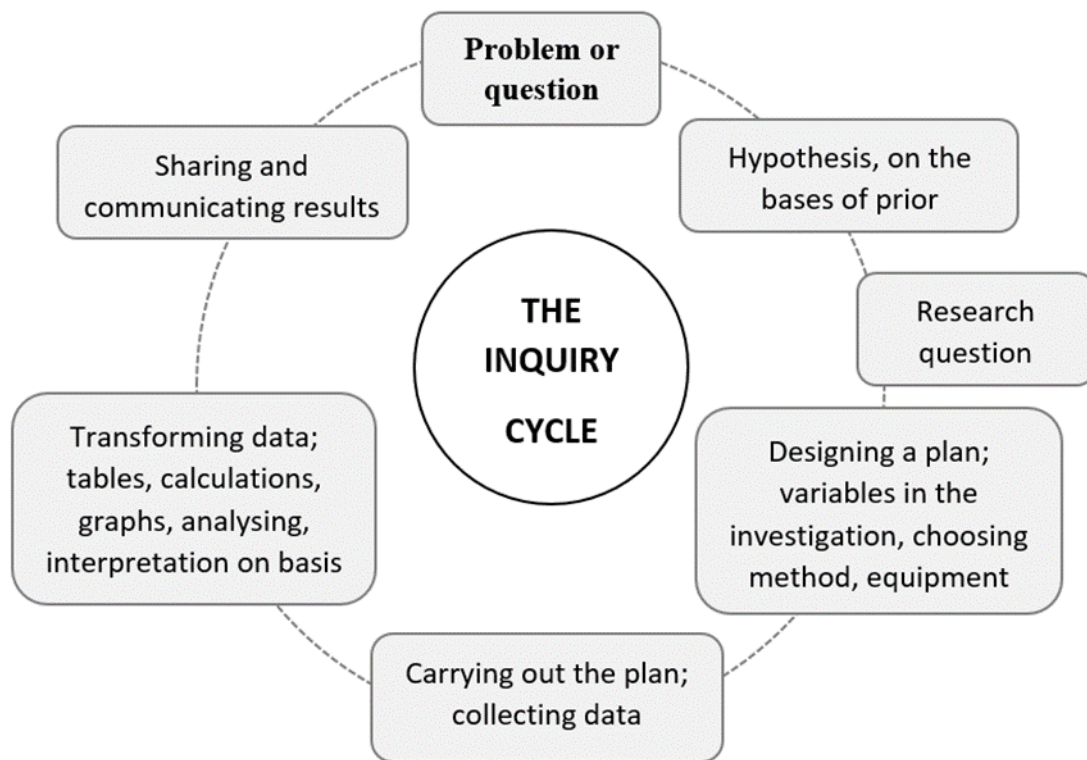 Problem or
question
Hypothesis, on the
bases of prior
Research
question
Designing a plan;
variables in the
investigation, choosing
method, equipment
Carrying out the plan;
collecting data
Transforming data;
tables, calculations,
graphs, analysing,
interpretation on basis
Sharing and
communicating results
THE
INQUIRY
CYCLE